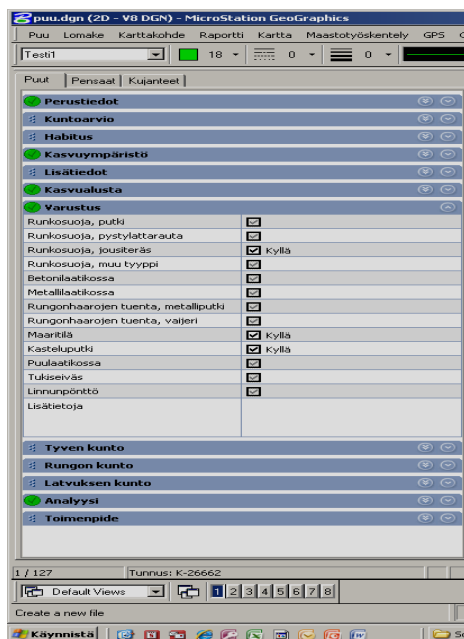 puu.dgn (2D - V8 DGN) - MicroStation GeoGraphics
Puu Lomake Karttakohde Raportti Kartta Maastotyöskentely GPS
Testi1 18 0 0
Puut Pensaat Kujanteet
Perustiedot
Kuntoarvio
Habitus
Kasvuympäristö
Lisätiedot
Kasvualusta
Varustus
Runkosuoja, putki
Runkosuoja, pystylattarauta
Runkosuoja, jousiteräs Kyllä
Runkosuoja, muu tyyppi
Betonilaatikossa
Metallilaatikossa
Rungonhaarojen tuenta, metalliputki
Rungonhaarojen tuenta, vaijeri
Maaritilä Kyllä
Kasteluputki Kyllä
Puulaatikossa
Tukiseiväs
Linnunpönttö
Lisätietoja
Tyven kunto
Rungon kunto
Latvuksen kunto
Analyysi
Toimenpide
1 / 127 Tunnus: K-26662
Default Views 1 2 3 4 5 6 7 8
Create a new file
Käynnistä